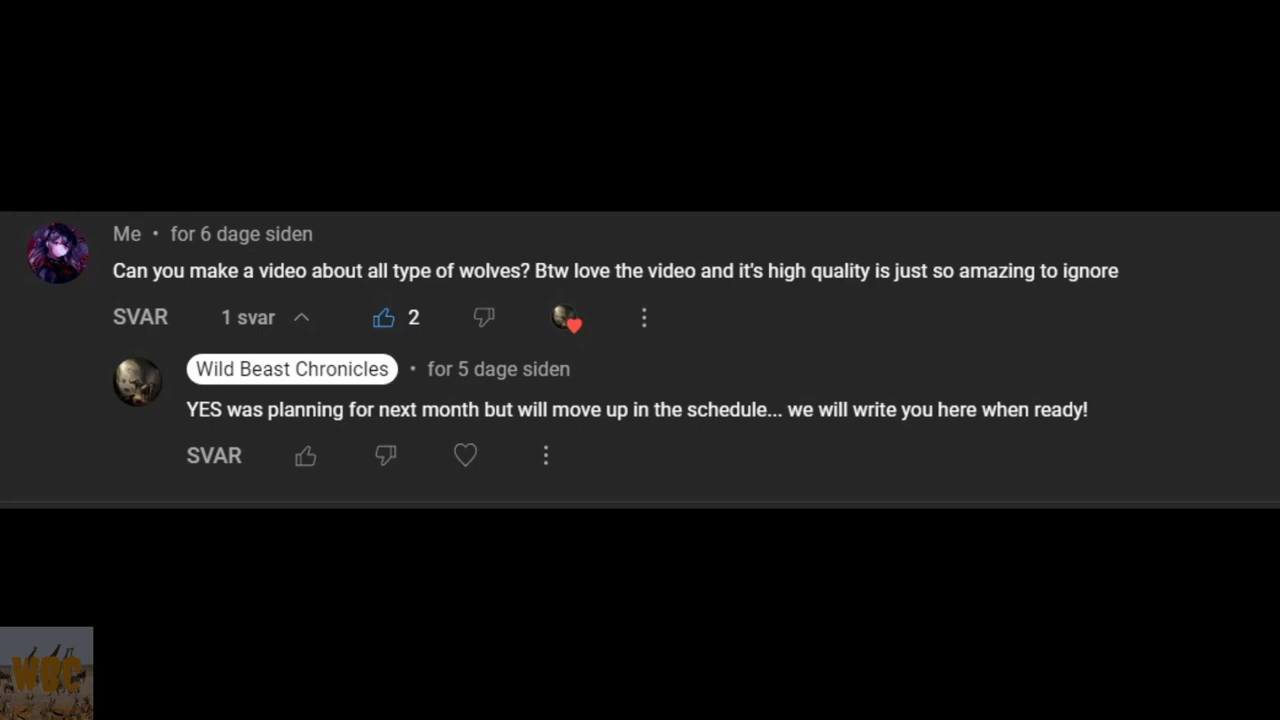 Me • for 6 dage siden
Can you make a video about all type of wolves? Btw love the video and it's high quality is just so amazing to ignore
SVAR 1 svar 2
Wild Beast Chronicles • for 5 dage siden
YES was planning for next month but will move up in the schedule... we will write you here when ready!
SVAR
WBC